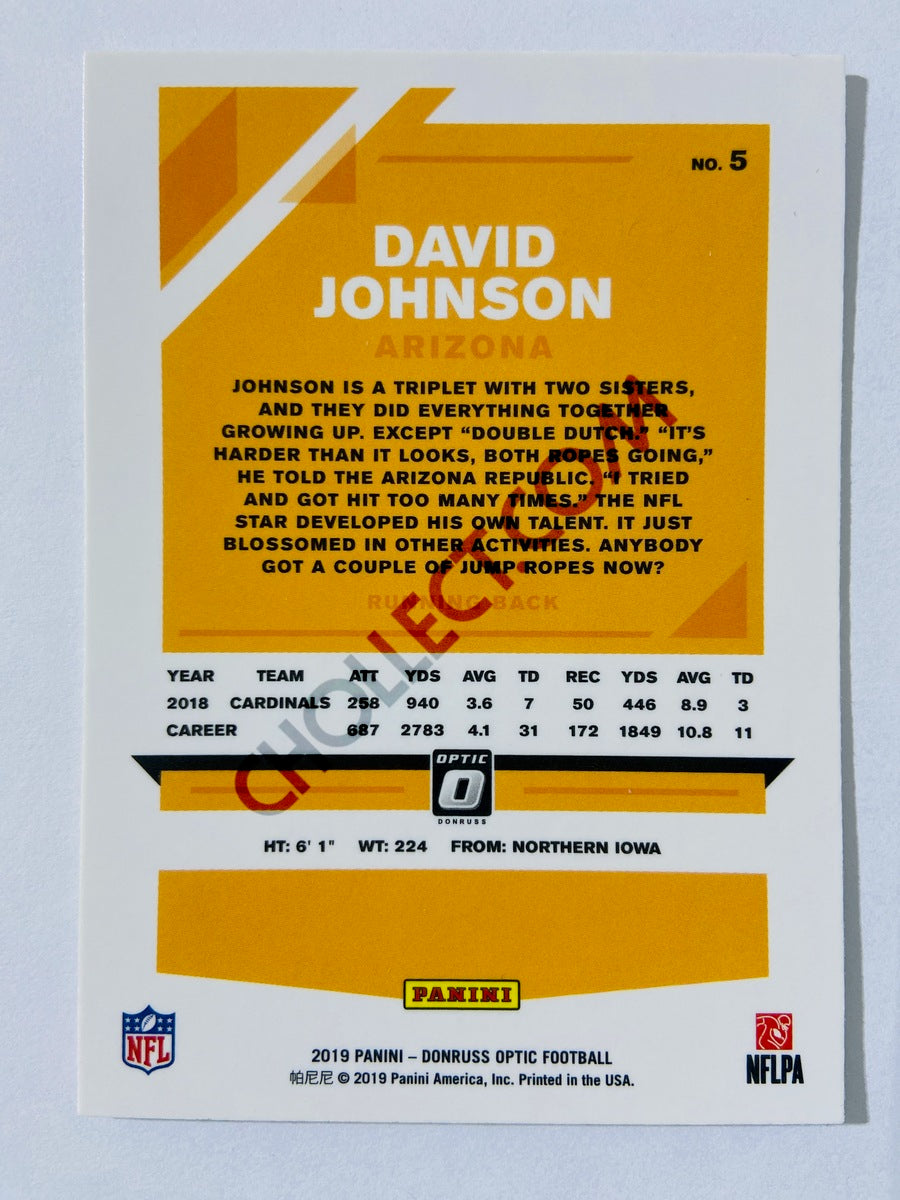 NO. 5
DAVID
JOHNSON
ARIZONA
JOHNSON IS A TRIPLET WITH TWO SISTERS,
AND THEY DID EVERYTHING TOGETHER
GROWING UP. EXCEPT “DOUBLE DUTCH.” “IT’S
HARDER THAN IT LOOKS, BOTH ROPES GOING,”
HE TOLD THE ARIZONA REPUBLIC. “I TRIED
AND GOT HIT TOO MANY TIMES.” THE NFL
STAR DEVELOPED HIS OWN TALENT. IT JUST
BLOSSOMED IN OTHER ACTIVITIES. ANYBODY
GOT A COUPLE OF JUMP ROPES NOW?
RUNNING BACK
CHOLLECT.COM
YEAR TEAM ATT YDS AVG TD REC YDS AVG TD
2018 CARDINALS 258 940 3.6 7 50 446 8.9 3
CAREER 687 2783 4.1 31 172 1849 10.8 11
OPTIC
O
DONRUSS
HT: 6' 1" WT: 224 FROM: NORTHERN IOWA
PANINI
NFL
2019 PANINI – DONRUSS OPTIC FOOTBALL
帕尼尼 © 2019 Panini America, Inc. Printed in the USA.
NFLPA